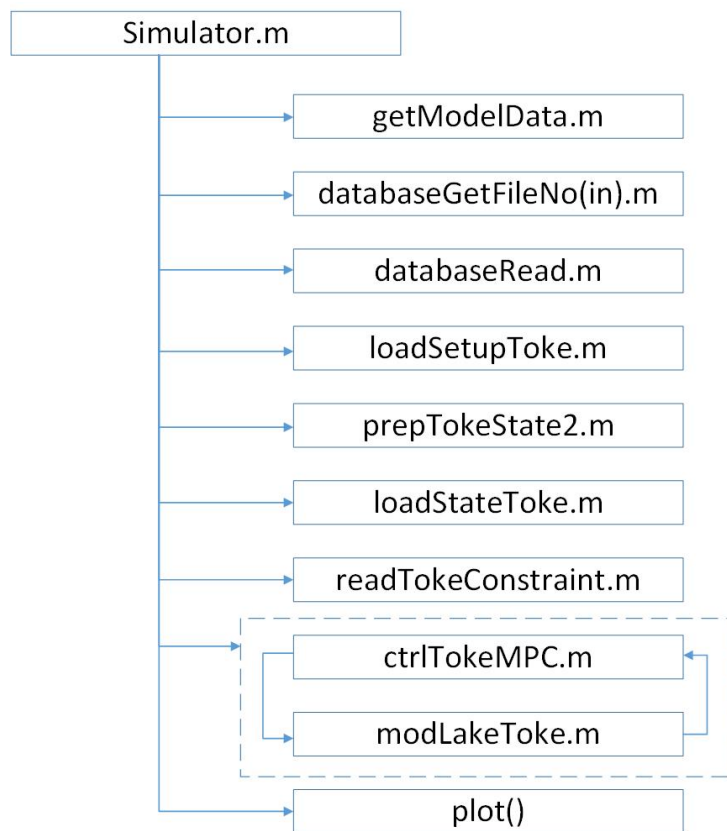 Simulator.m
getModelData.m
databaseGetFileNo(in).m
databaseRead.m
loadSetupToke.m
prepTokeState2.m
loadStateToke.m
readTokeConstraint.m
ctrlTokeMPC.m
modLakeToke.m
plot()